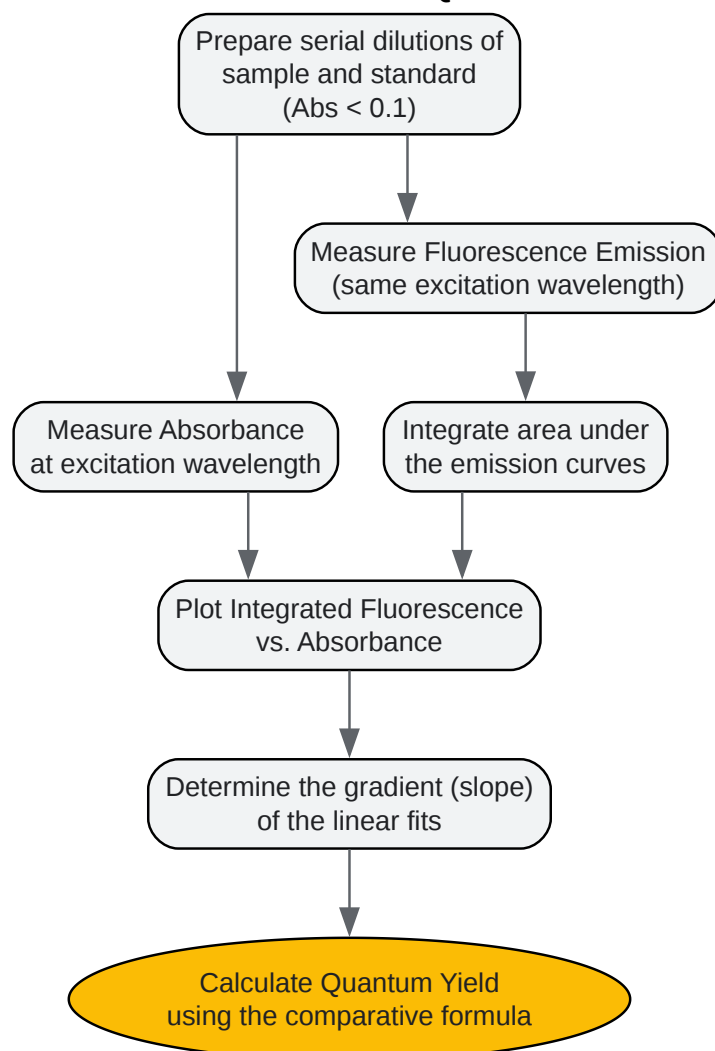 Prepare serial dilutions of
sample and standard
(Abs < 0.1)
Measure Fluorescence Emission
(same excitation wavelength)
Measure Absorbance
at excitation wavelength
Integrate area under
the emission curves
Plot Integrated Fluorescence
vs. Absorbance
Determine the gradient (slope)
of the linear fits
Calculate Quantum Yield
using the comparative formula